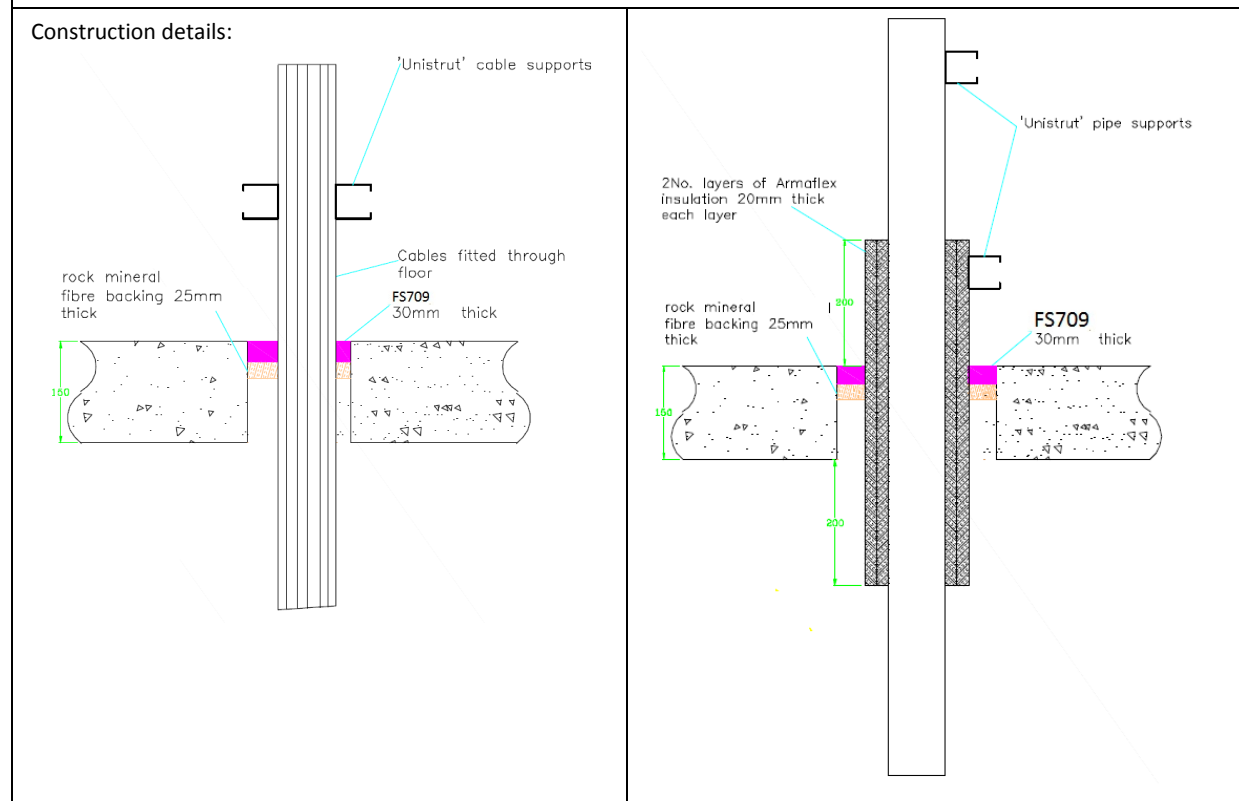 Construction details:
'Unistrut' cable supports
Cables fitted through
floor
rock mineral
fibre backing 25mm
thick
FS709
30mm thick
150
'Unistrut' pipe supports
2No. layers of Armaflex
insulation 20mm thick
each layer
200
rock mineral
fibre backing 25mm
thick
FS709
30mm thick
150
200